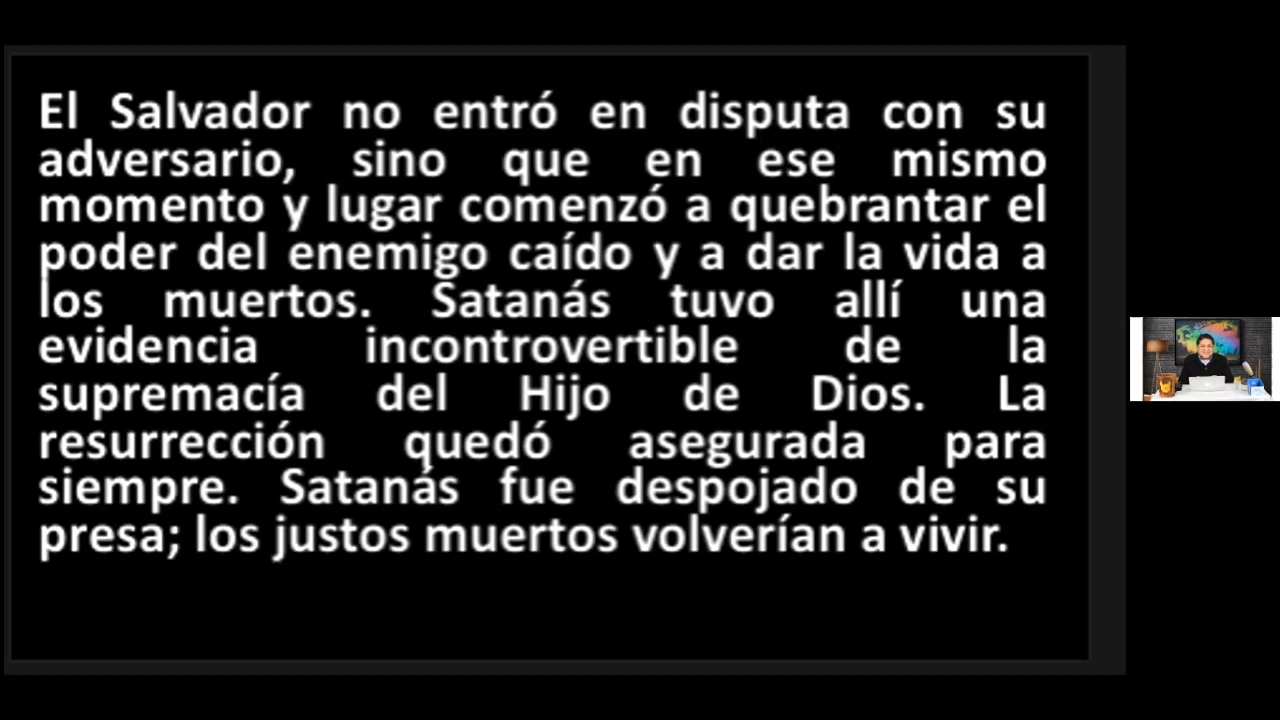 El Salvador no entró en disputa con su
adversario, sino que en ese mismo
momento y lugar comenzó a quebrantar el
poder del enemigo caído y a dar la vida a
los muertos. Satanás tuvo allí una
evidencia incontrovertible de la
supremacía del Hijo de Dios. La
resurrección quedó asegurada para
siempre. Satanás fue despojado de su
presa; los justos muertos volverían a vivir.